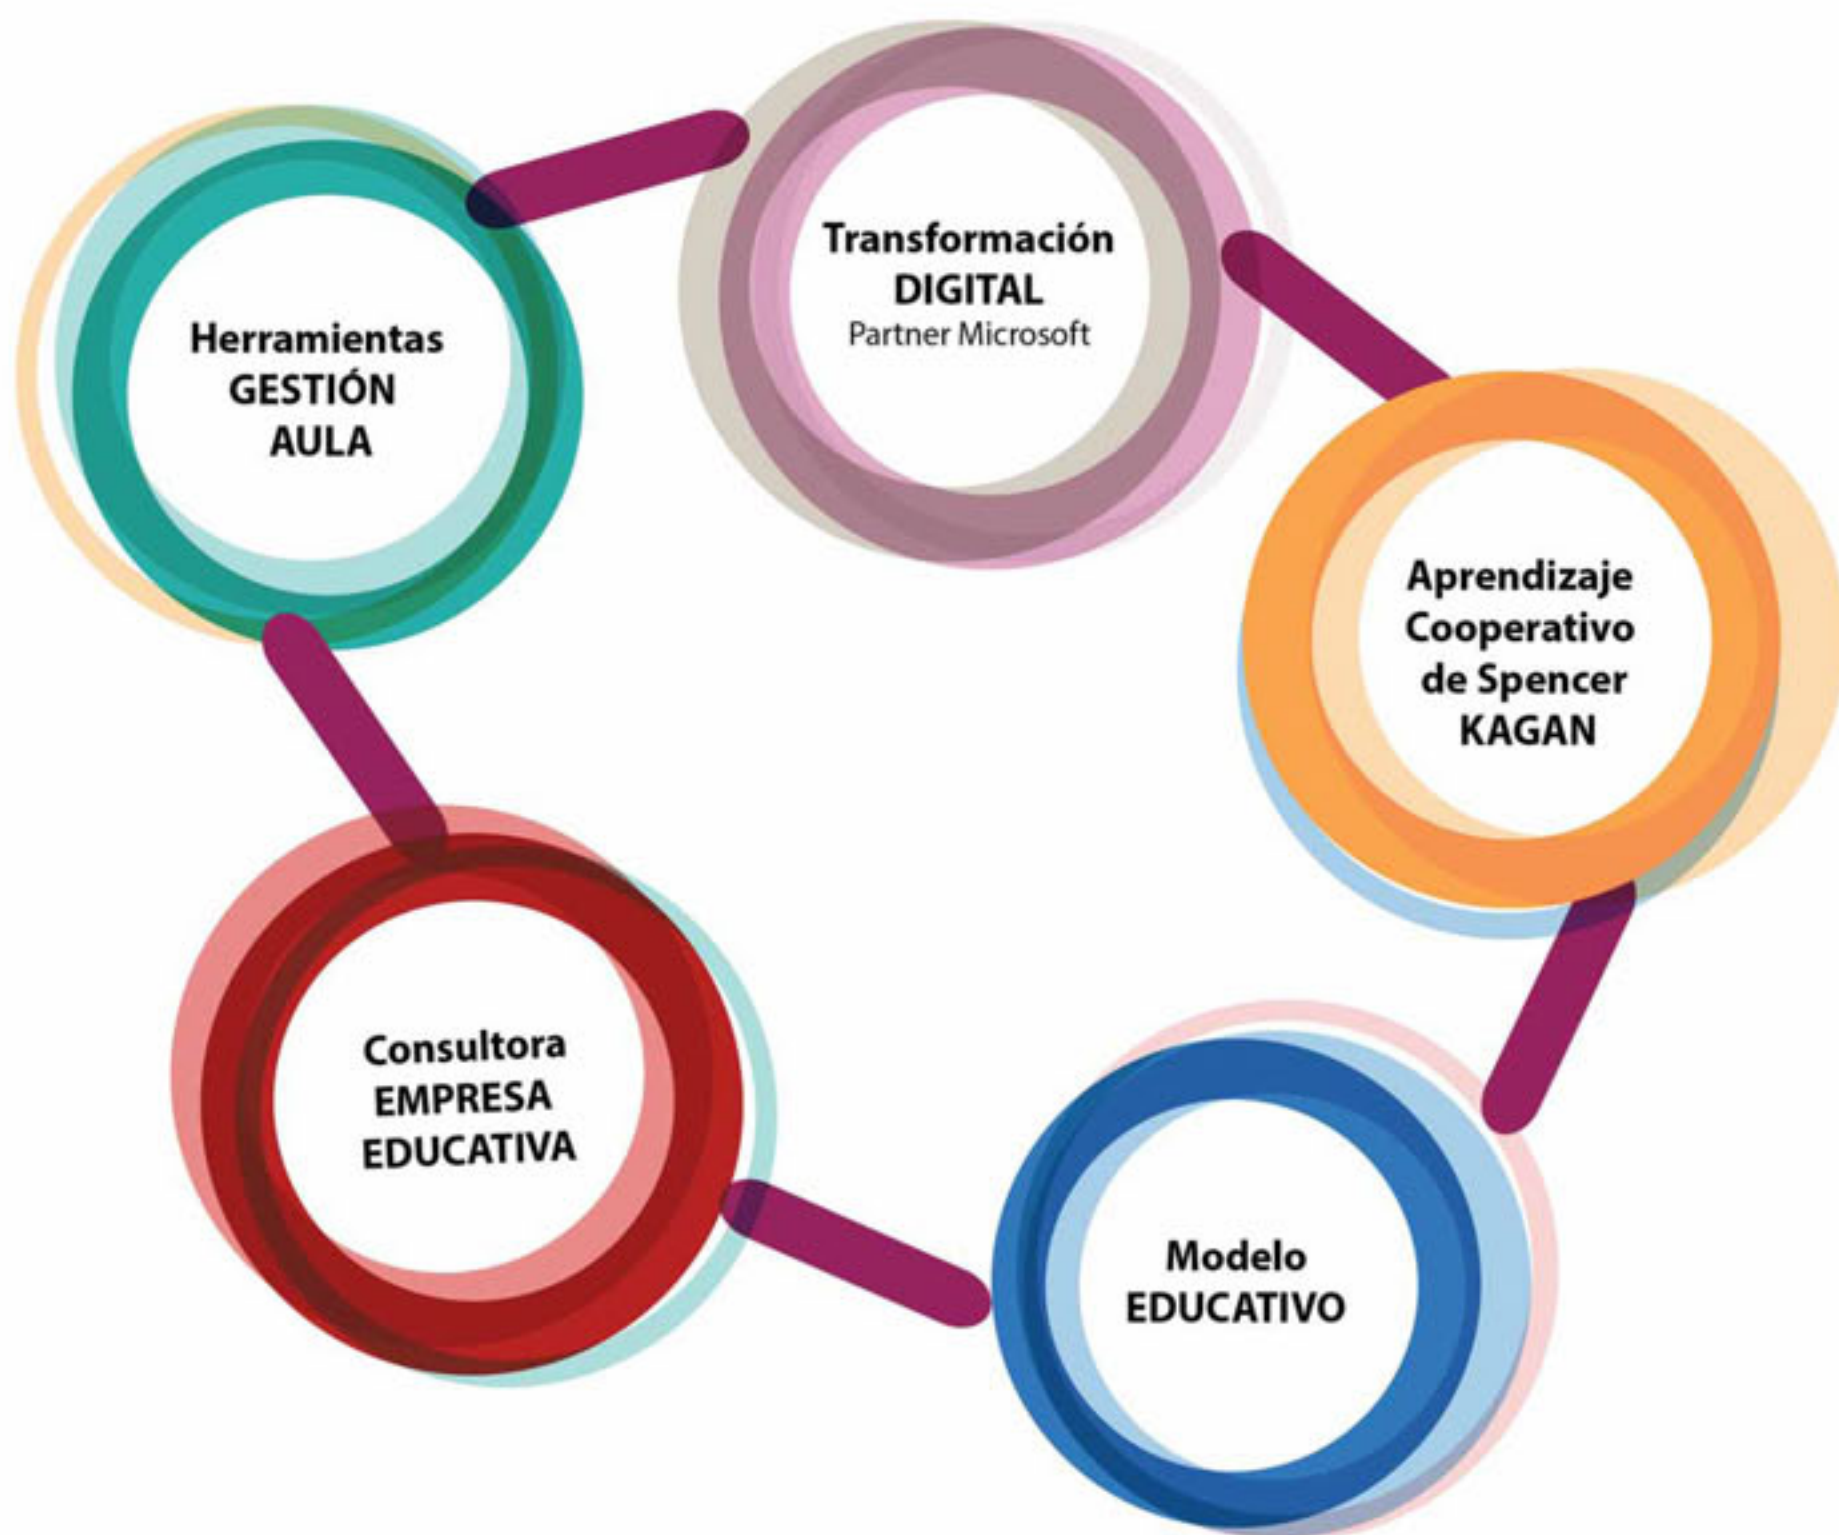 Transformación
DIGITAL
Partner Microsoft
Herramientas
GESTIÓN
AULA
Aprendizaje
Cooperativo
de Spencer
KAGAN
Consultora
EMPRESA
EDUCATIVA
Modelo
EDUCATIVO